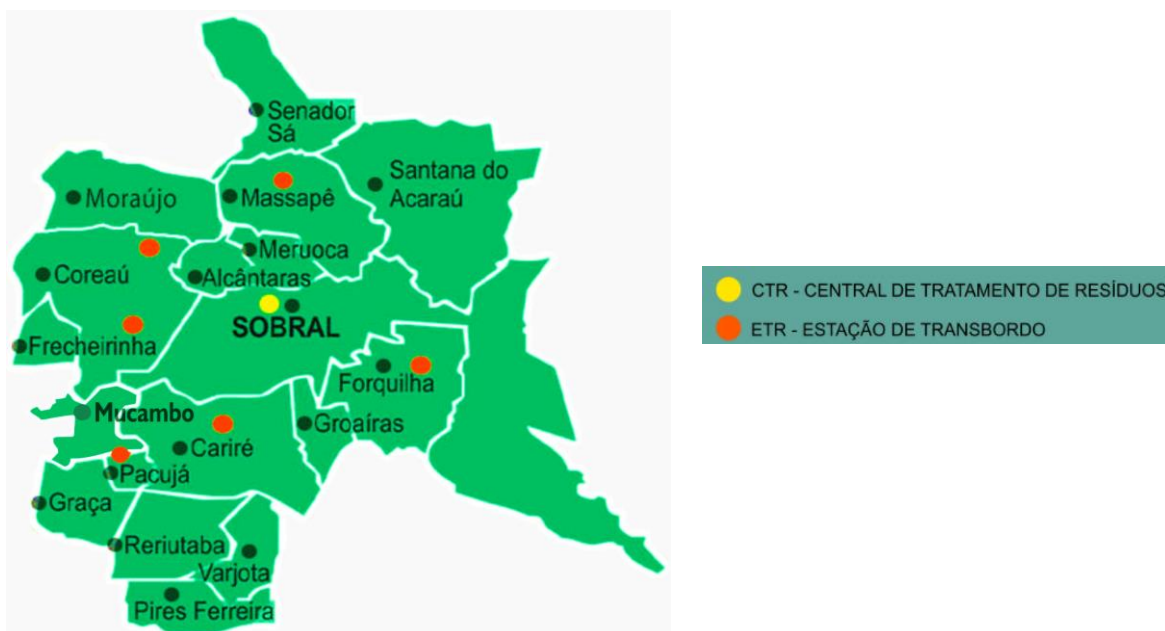 Senador
Sá
Santana do
Acaraú
Moraújo
Massapê
Meruoca
Coreaú
Alcântaras
SOBRAL
Frecheirinha
Forquilha
Mucambo
Groaíras
Cariré
Pacujá
Graça
Reriutaba
Varjota
Pires Ferreira
CTR - CENTRAL DE TRATAMENTO DE RESÍDUOS
ETR - ESTAÇÃO DE TRANSBORDO